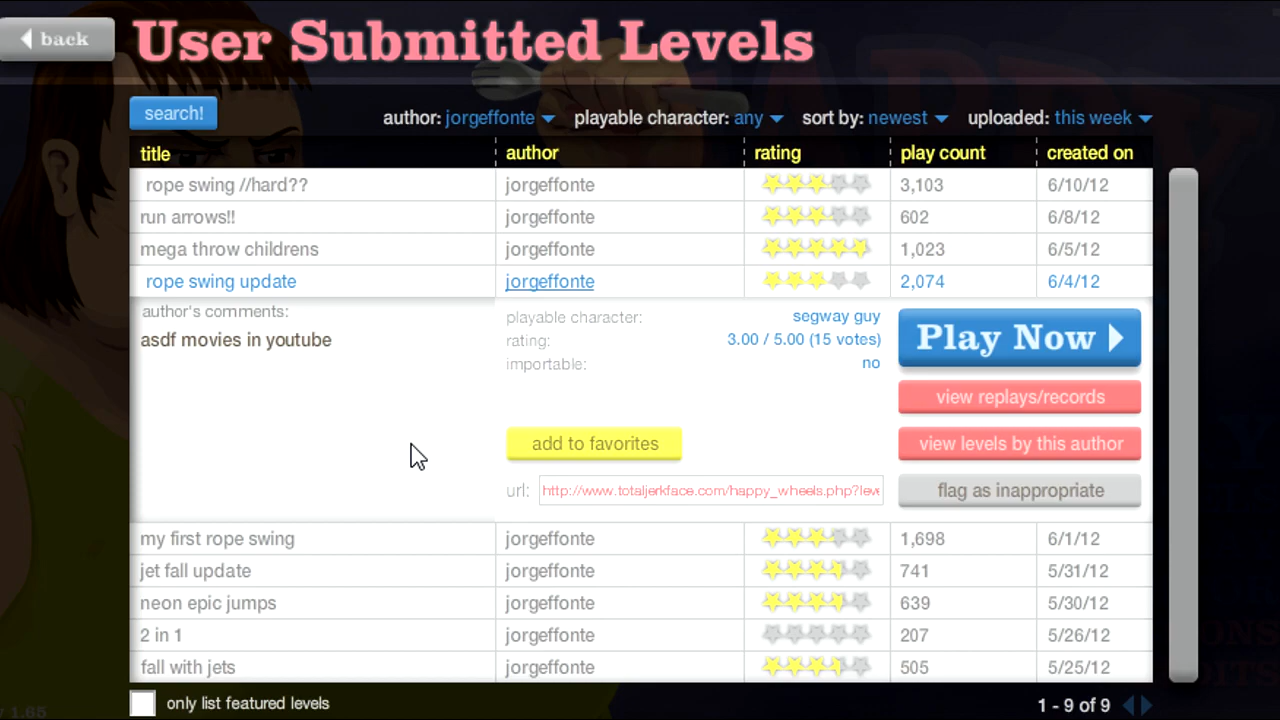 back
User Submitted Levels
search!
author: jorgeffonte playable character: any sort by: newest uploaded: this week
title author rating play count created on
rope swing //hard?? jorgeffonte 3,103 6/10/12
run arrows!! jorgeffonte 602 6/8/12
mega throw childrens jorgeffonte 1,023 6/5/12
rope swing update jorgeffonte 2,074 6/4/12
author's comments:
asdf movies in youtube
playable character: segway guy
rating: 3.00 / 5.00 (15 votes)
importable: no
Play Now
view replays/records
add to favorites
view levels by this author
url: http://www.totaljerkface.com/happy_wheels.php?leve
flag as inappropriate
my first rope swing jorgeffonte 1,698 6/1/12
jet fall update jorgeffonte 741 5/31/12
neon epic jumps jorgeffonte 639 5/30/12
2 in 1 jorgeffonte 207 5/26/12
fall with jets jorgeffonte 505 5/25/12
only list featured levels
1 - 9 of 9
1.65